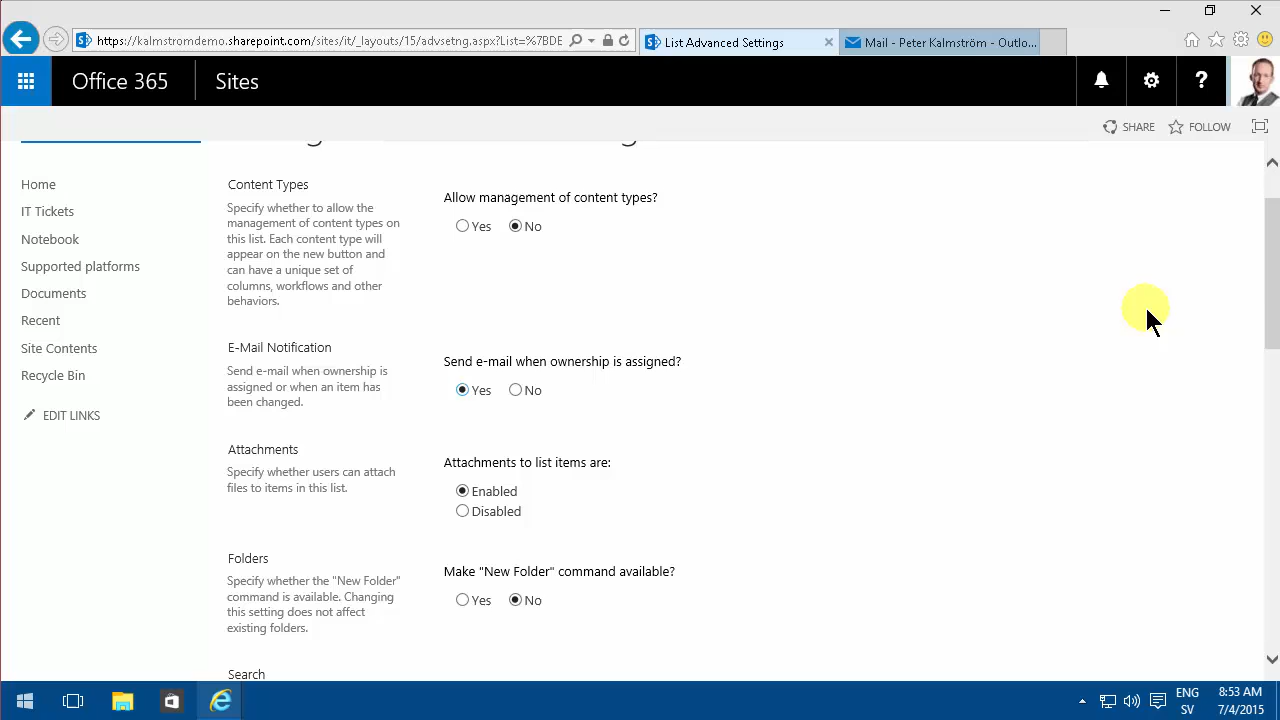 https://kalmstromdemo.sharepoint.com/sites/it/_layouts/15/advsetng.aspx?List=%7BDE
List Advanced Settings
Mail - Peter Kalmström - Outlo...
Office 365
Sites
?
SHARE
FOLLOW
Home
IT Tickets
Notebook
Supported platforms
Documents
Recent
Site Contents
Recycle Bin
EDIT LINKS
Content Types
Specify whether to allow the
management of content types on
this list. Each content type will
appear on the new button and
can have a unique set of
columns, workflows and other
behaviors.
Allow management of content types?
Yes No
E-Mail Notification
Send e-mail when ownership is
assigned or when an item has
been changed.
Send e-mail when ownership is assigned?
Yes No
Attachments
Specify whether users can attach
files to items in this list.
Attachments to list items are:
Enabled
Disabled
Folders
Specify whether the "New Folder"
command is available. Changing
this setting does not affect
existing folders.
Make "New Folder" command available?
Yes No
Search
ENG
SV
8:53 AM
7/4/2015